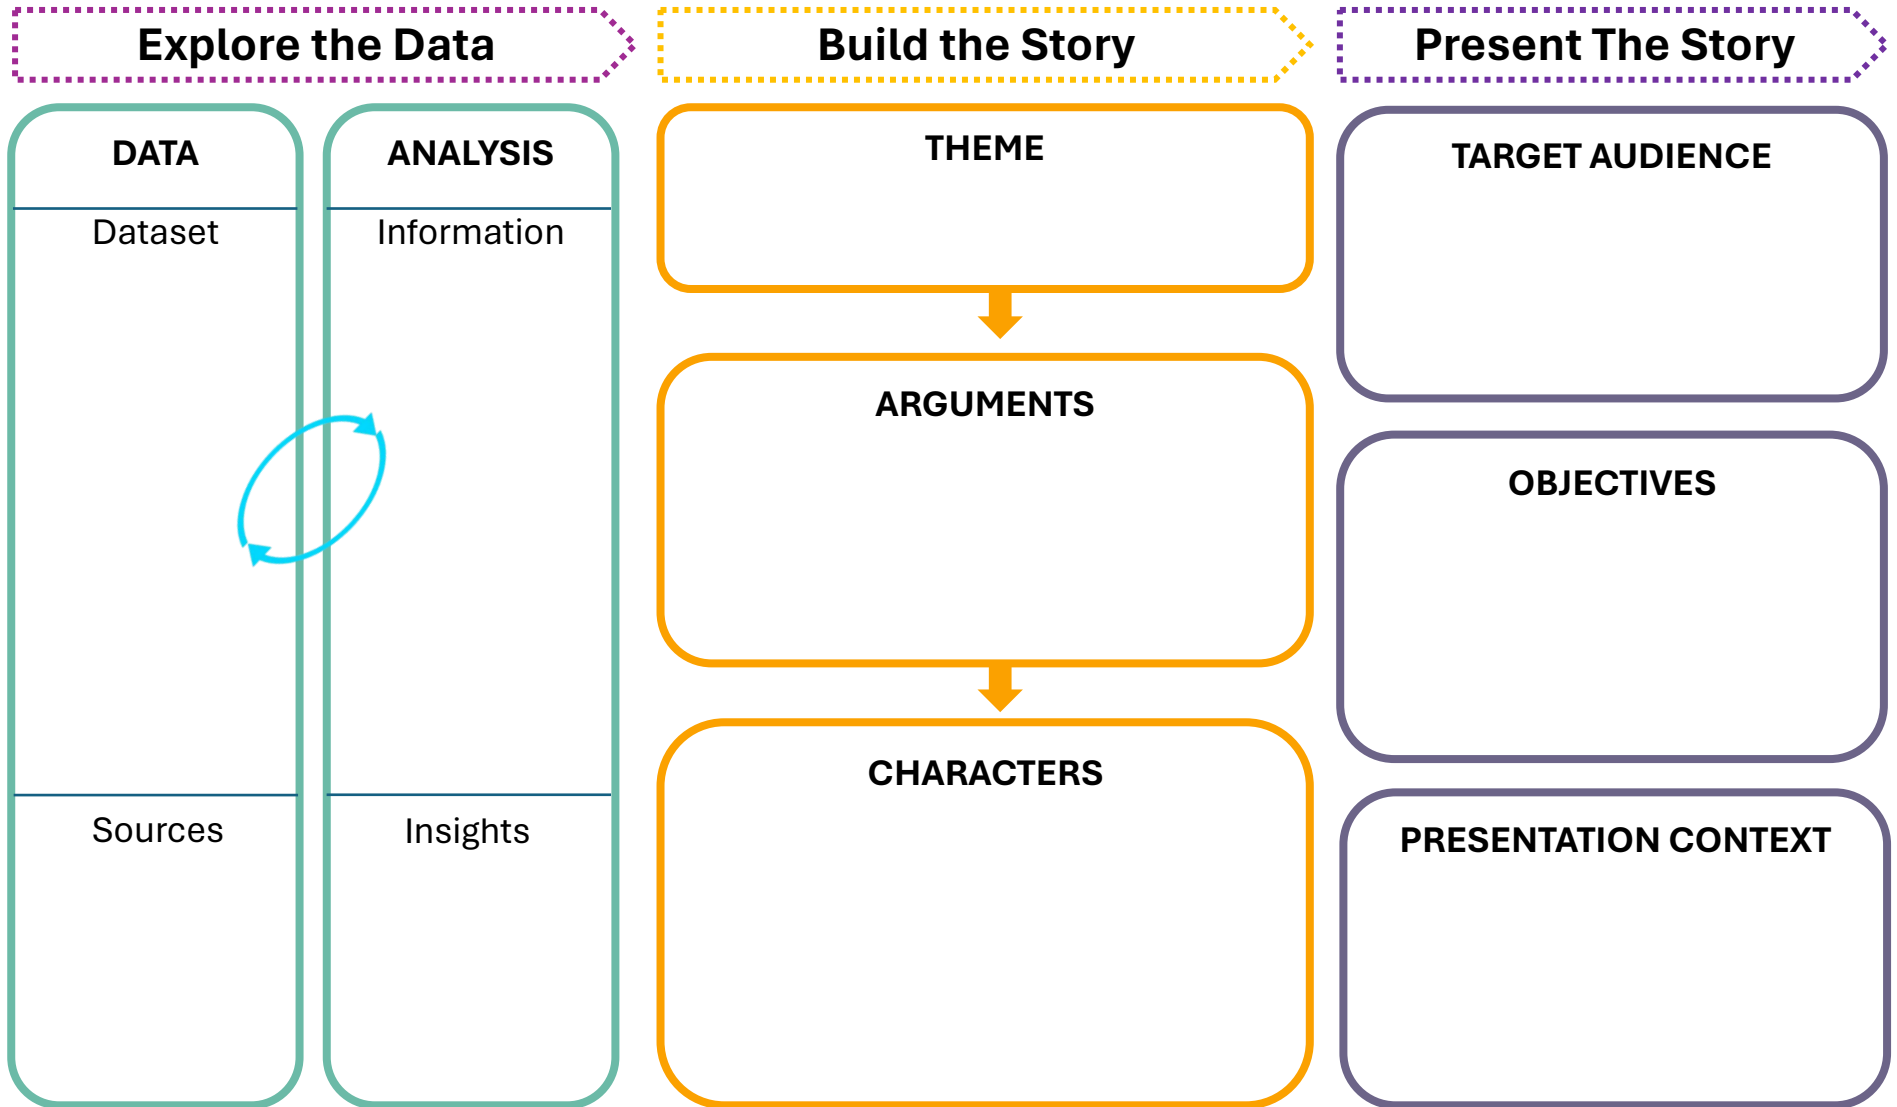 Explore the Data
Build the Story
Present The Story
DATA
Dataset
Sources
ANALYSIS
Information
Insights
THEME
ARGUMENTS
CHARACTERS
TARGET AUDIENCE
OBJECTIVES
PRESENTATION CONTEXT